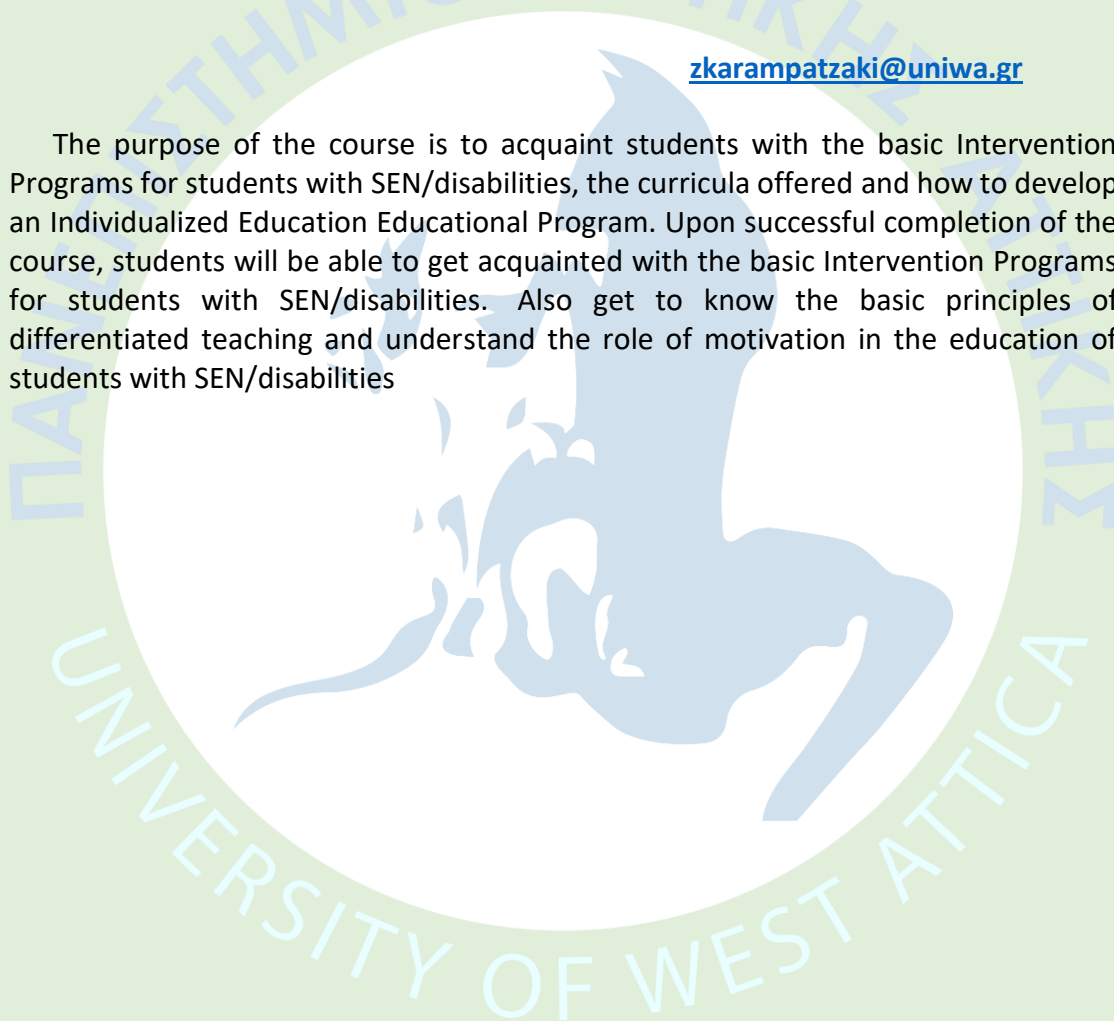 zkarampatzaki@uniwa.gr
The purpose of the course is to acquaint students with the basic Intervention
Programs for students with SEN/disabilities, the curricula offered and how to develop
an Individualized Education Educational Program. Upon successful completion of the
course, students will be able to get acquainted with the basic Intervention Programs
for students with SEN/disabilities. Also get to know the basic principles of
differentiated teaching and understand the role of motivation in the education of
students with SEN/disabilities
ΠΑΝΕΠΙΣΤΗΜΙΟ ΑΤΤΙΚΗΣ
UNIVERSITY OF WEST ATTICA